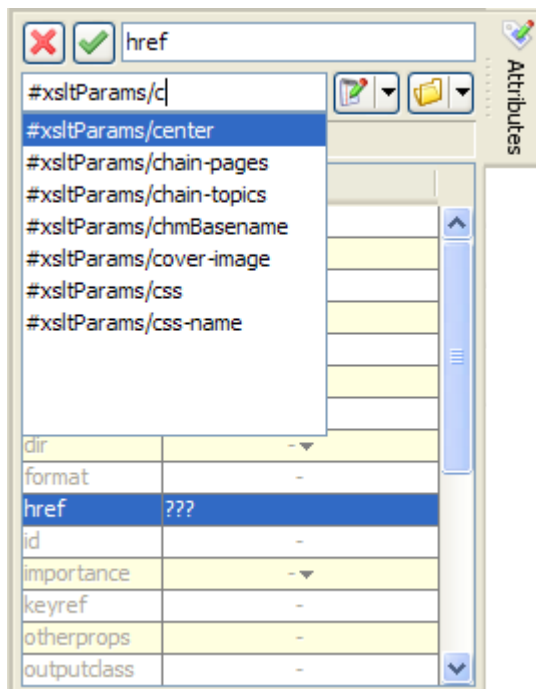 href
Attributes
#xsltParams/c
#xsltParams/center
#xsltParams/chain-pages
#xsltParams/chain-topics
#xsltParams/chmBasename
#xsltParams/cover-image
#xsltParams/css
#xsltParams/css-name
dir -
format -
href ???
id -
importance -
keyref -
otherprops -
outputclass -